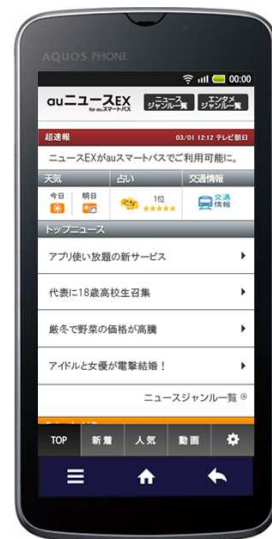 AQUOS PHONE
00:00
auニュースEX
for auスマートパス
ニュース
ジャンル一覧
エンタメ
ジャンル一覧
超速報
03/01 12:12 テレビ朝日
ニュースEXがauスマートパスでご利用可能に。
天気
占い
交通情報
今日
明日
1位
★★★★★
交通
情報
トップニュース
アプリ使い放題の新サービス
代表に18歳高校生召集
厳冬で野菜の価格が高騰
アイドルと女優が電撃結婚！
ニュースジャンル一覧
TOP
新着
人気
動画